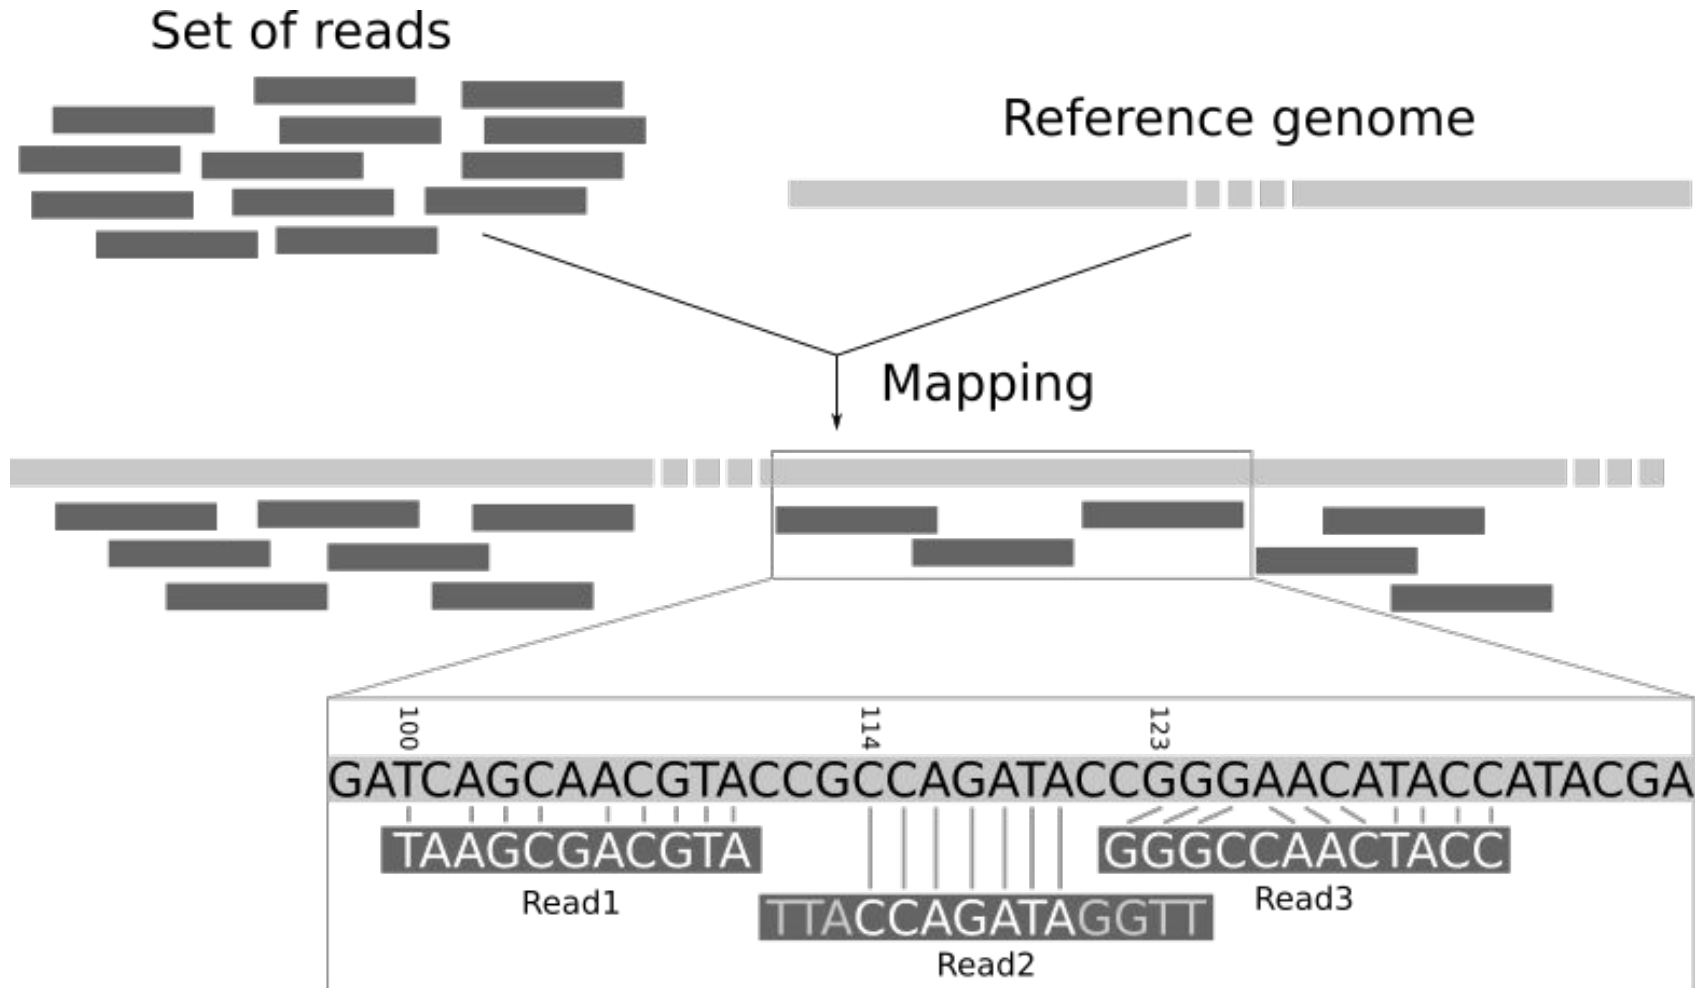 Set of reads
Reference genome
Mapping
100 114 123
GATCAGCAACGTACCGCCAGATACCGGGAACATACCATACGA
TAAGCGACGTA
Read1
GGGCCAACTACC
Read3
TTACCAGATAGGTT
Read2